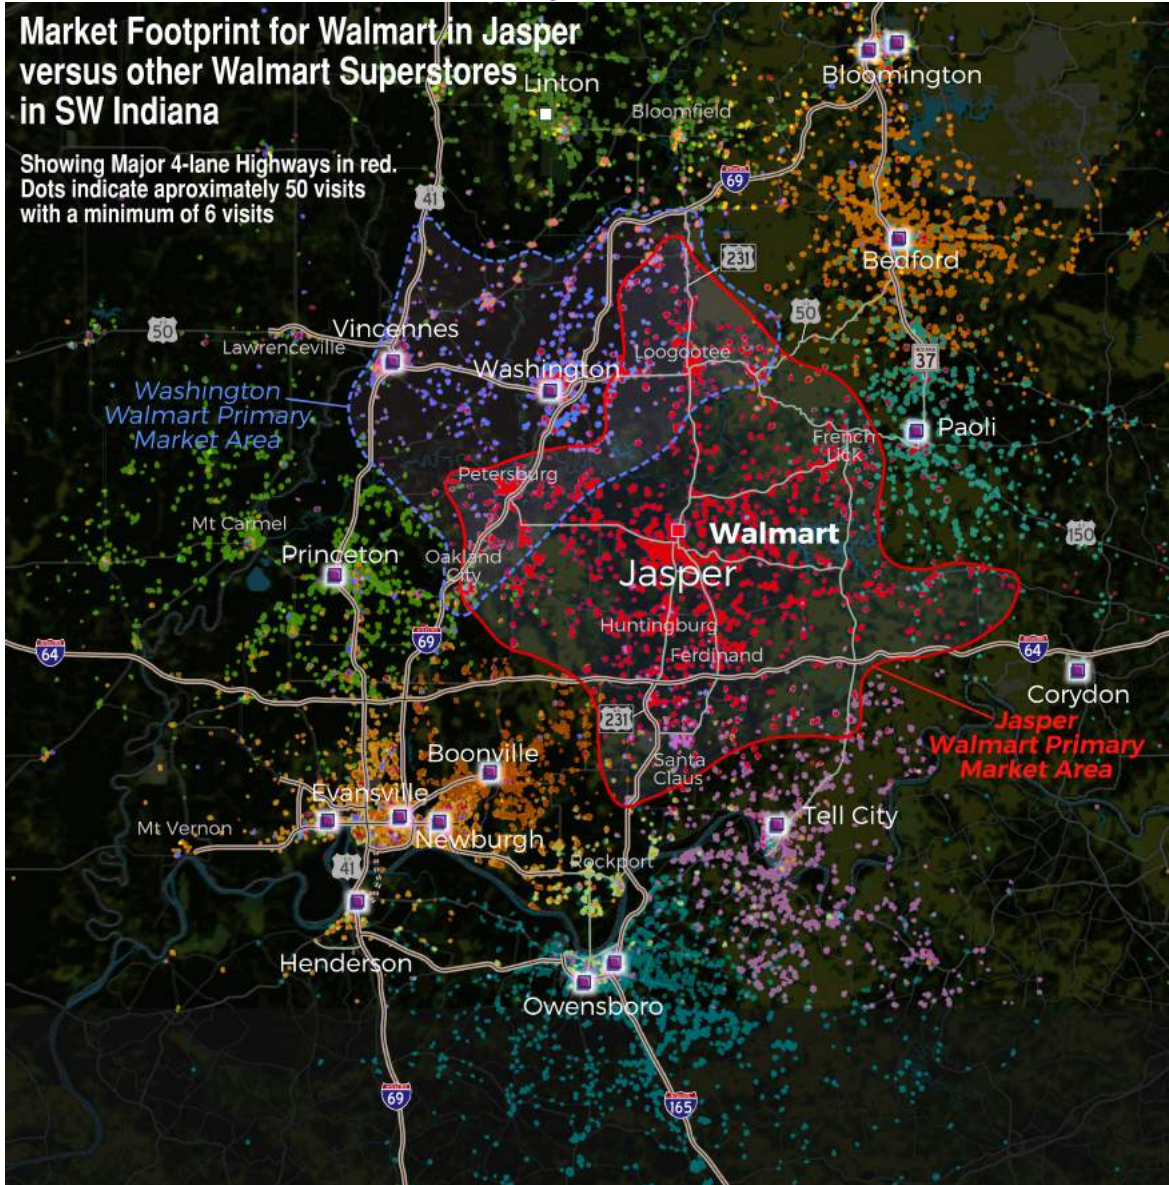 Market Footprint for Walmart in Jasper
versus other Walmart Superstores
in SW Indiana
Showing Major 4-lane Highways in red.
Dots indicate aproximately 50 visits
with a minimum of 6 visits
Linton
Bloomington
Bloomfield
69
41
231
Bedford
50
50
Vincennes
Lawrenceville
Loogootee
37
Washington
Washington
Walmart Primary
Market Area
Paoli
French
Lick
Petersburg
Mt Carmel
Walmart
150
Princeton
Oakland
City
Jasper
Huntingburg
69
64
Ferdinand
64
Corydon
231
Jasper
Walmart Primary
Market Area
Boonville
Santa
Claus
Evansville
Tell City
Mt Vernon
Newburgh
41
Rockport
Henderson
Owensboro
69
165